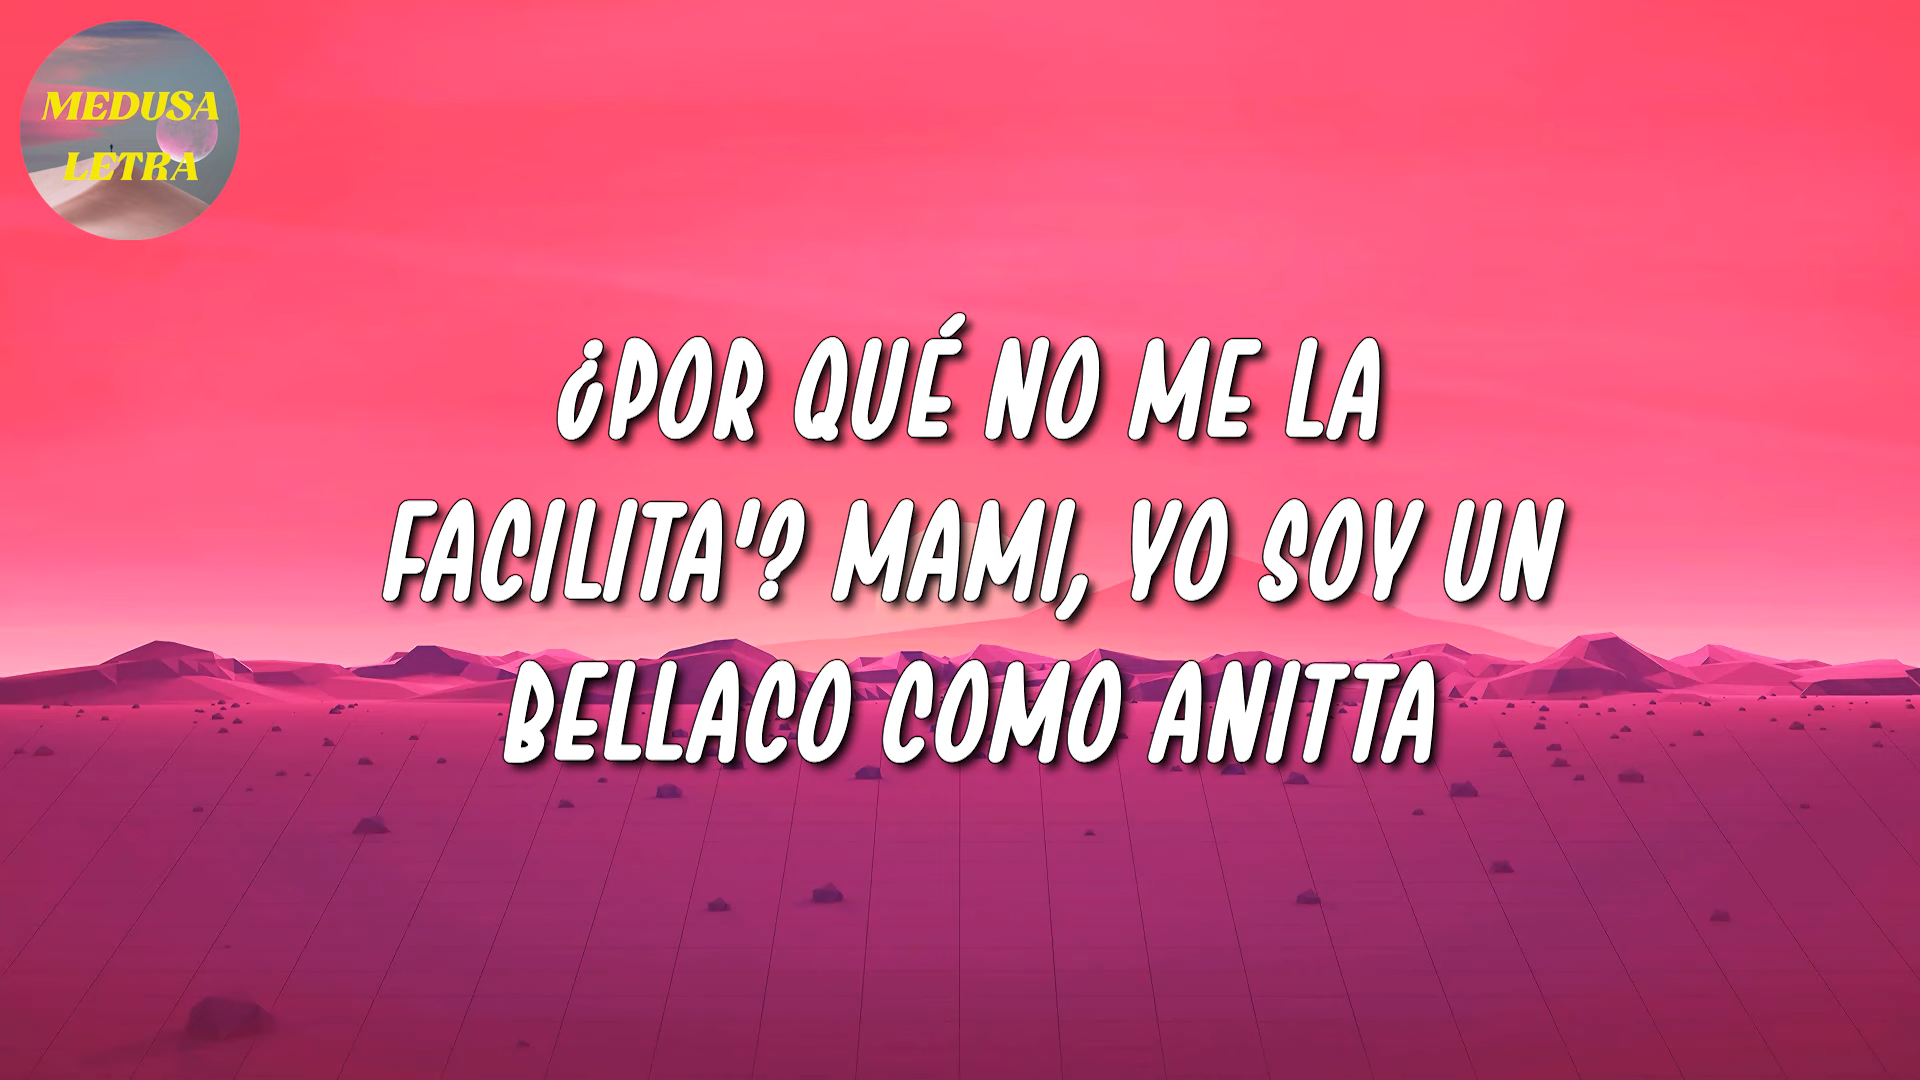 MEDUSA
LETRA
¿POR QUÉ NO ME LA
FACILITA'? MAMI, YO SOY UN
BELLACO COMO ANITTA